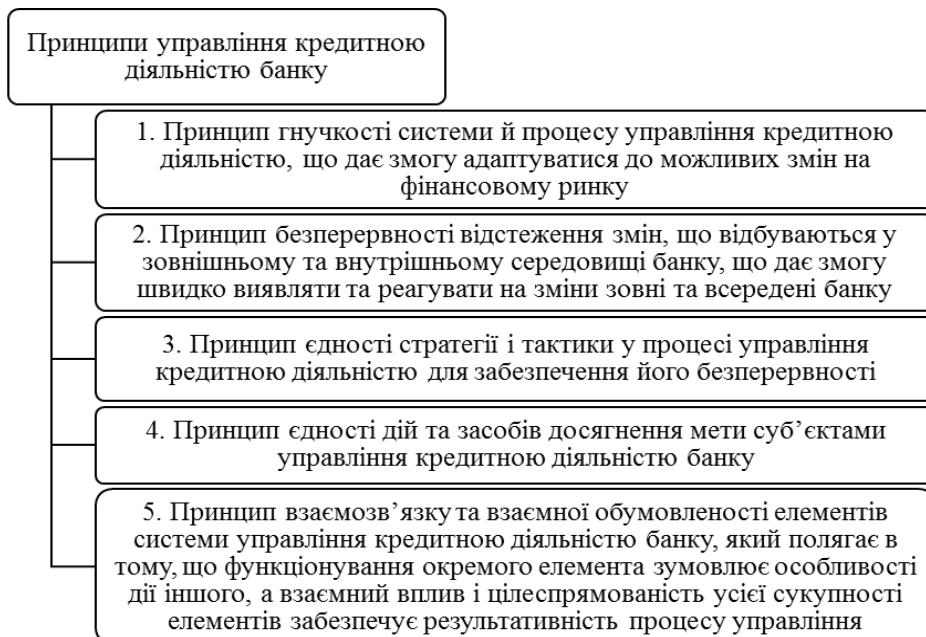 Принципи управління кредитною
діяльністю банку
1. Принцип гнучкості системи й процесу управління кредитною
діяльністю, що дає змогу адаптуватися до можливих змін на
фінансовому ринку
2. Принцип безперервності відстеження змін, що відбуваються у
зовнішньому та внутрішньому середовищі банку, що дає змогу
швидко виявляти та реагувати на зміни зовні та всередені банку
3. Принцип єдності стратегії і тактики у процесі управління
кредитною діяльністю для забезпечення його безперервності
4. Принцип єдності дій та засобів досягнення мети суб’єктами
управління кредитною діяльністю банку
5. Принцип взаємозв’язку та взаємної обумовленості елементів
системи управління кредитною діяльністю банку, який полягає в
тому, що функціонування окремого елемента зумовлює особливості
дії іншого, а взаємний вплив і цілеспрямованість усієї сукупності
елементів забезпечує результативність процесу управління